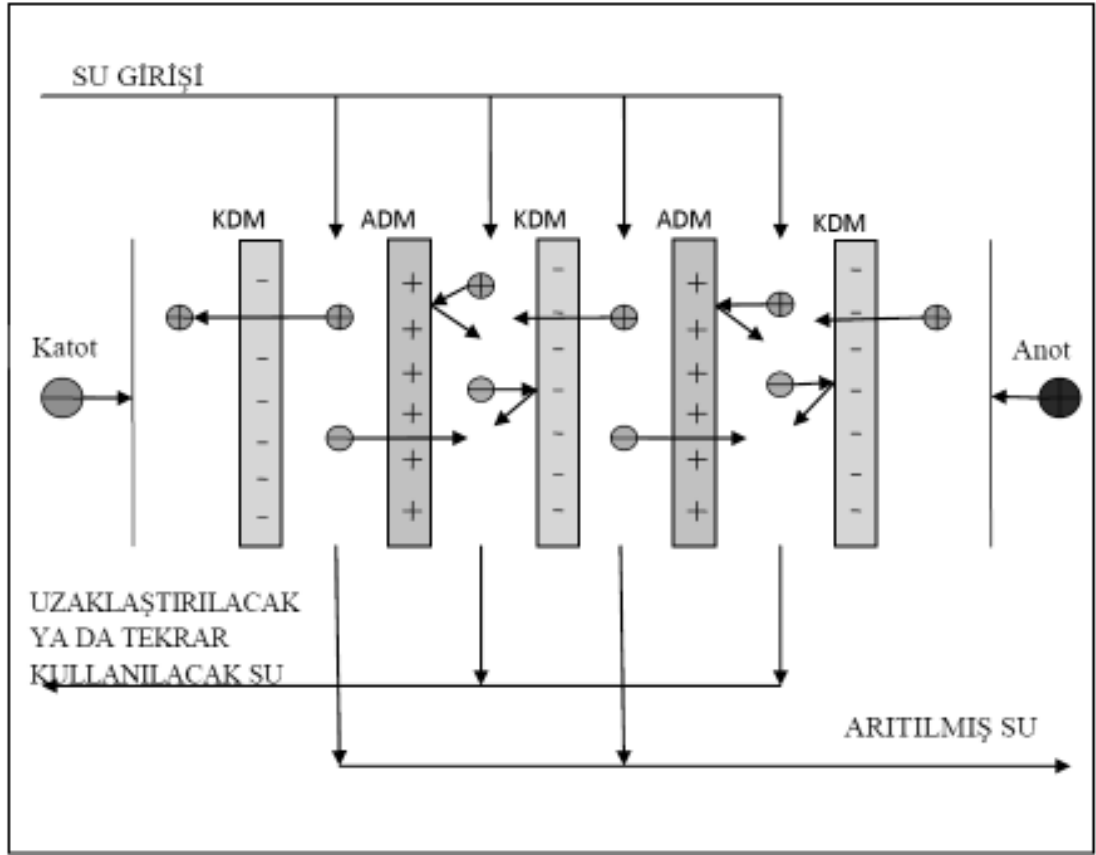 SU GİRİŞİ
KDM
ADM
KDM
ADM
KDM
Katot
Anot
UZAKLAŞTIRILACAK
YA DA TEKRAR
KULLANILACAK SU
ARITILMIŞ SU